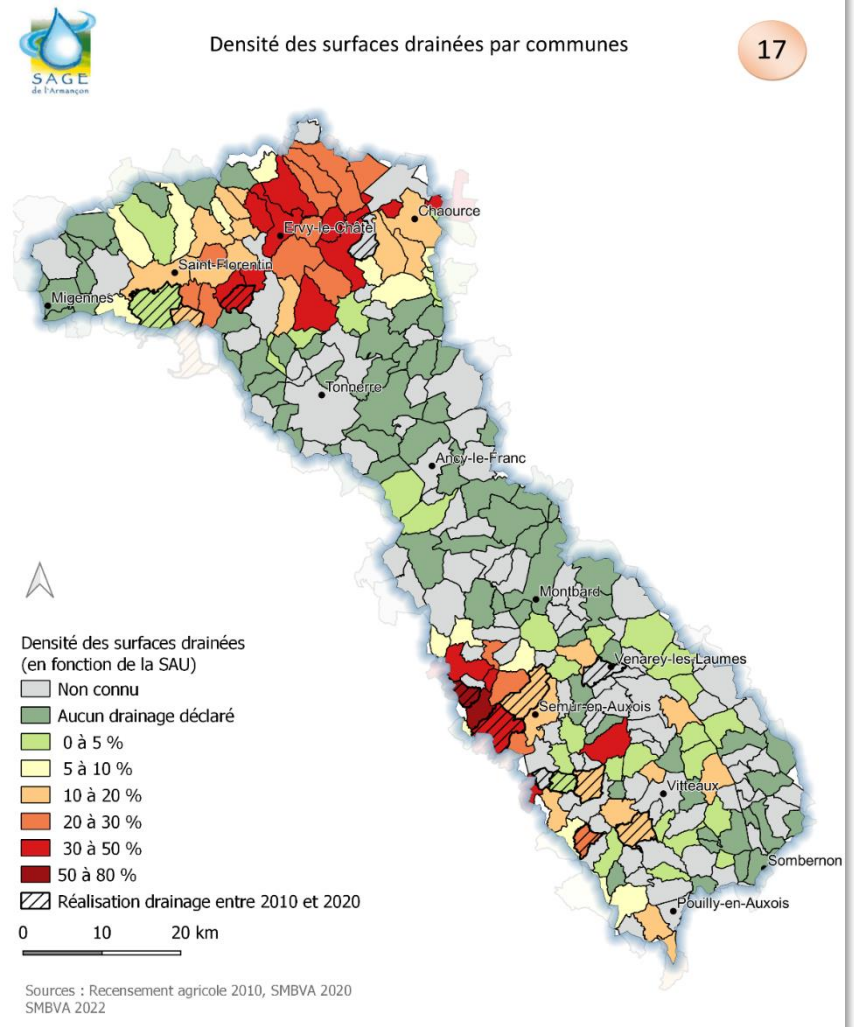 SAGE
de l'Armançon
Densité des surfaces drainées par communes
17
Chaource
Ervy-le-Châtel
Saint-Florentin
Migennes
Tonnerre
Ancy-le-Franc
Montbard
Venarey-les Laumes
Semur-en-Auxois
Vitteaux
Sombernon
Pouilly-en-Auxois
Densité des surfaces drainées
(en fonction de la SAU)
Non connu
Aucun drainage déclaré
0 à 5 %
5 à 10 %
10 à 20 %
20 à 30 %
30 à 50 %
50 à 80 %
Réalisation drainage entre 2010 et 2020
0 10 20 km
Sources : Recensement agricole 2010, SMBVA 2020
SMBVA 2022